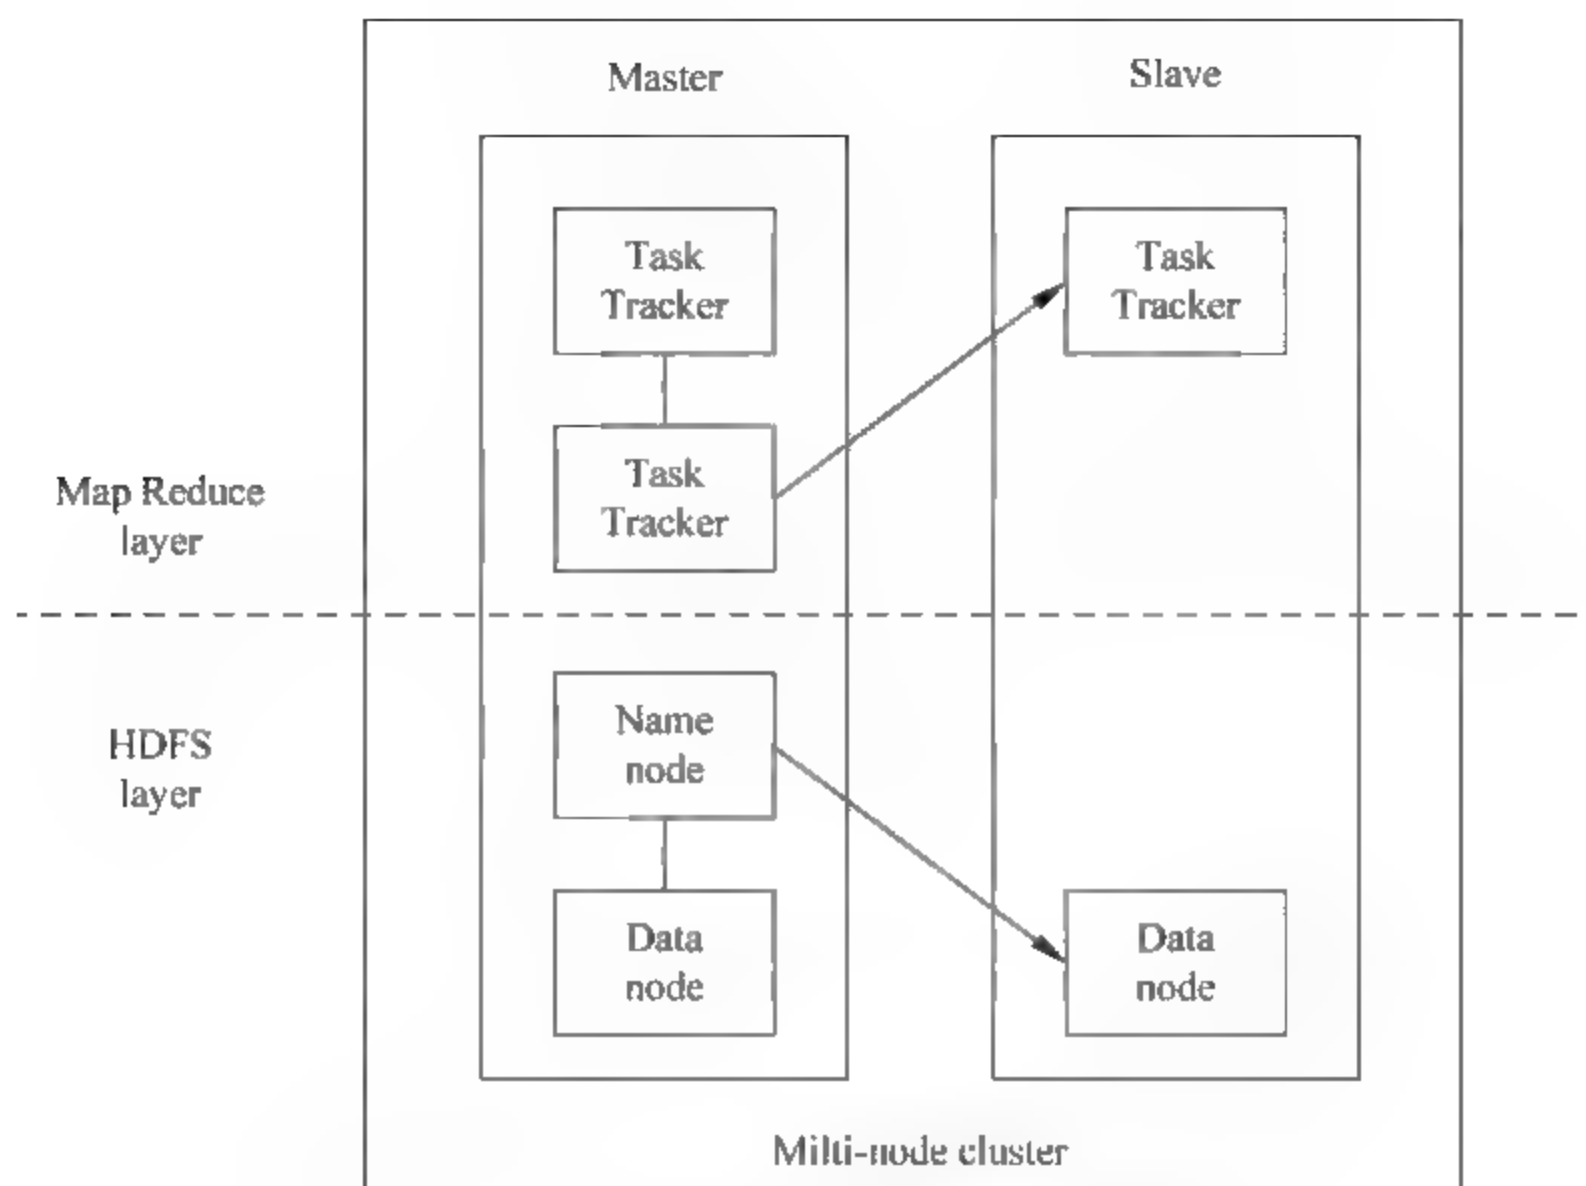 Master
Slave
Task
Tracker
Task
Tracker
Task
Tracker
Map Reduce
layer
HDFS
layer
Name
node
Data
node
Data
node
Milti-node cluster